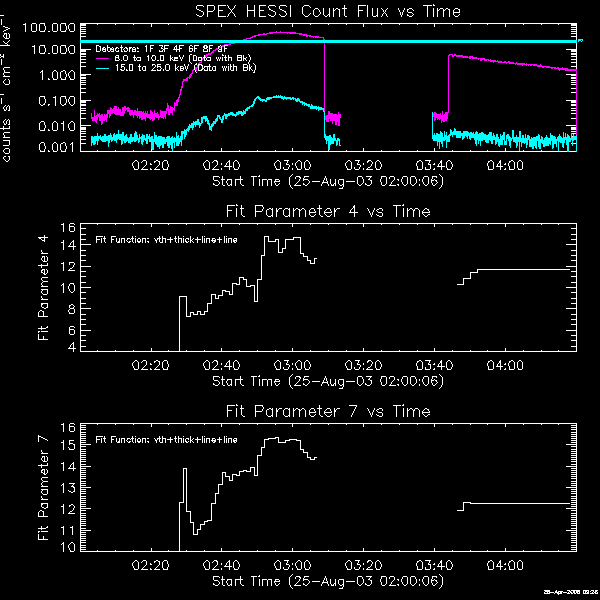 SPEX HESSI Count Flux vs Time
counts s⁻¹ cm⁻² keV⁻¹
100.000
10.000
1.000
0.100
0.010
0.001
Detectors: 1F 3F 4F 6F 8F 9F
6.0 to 10.0 keV (Data with Bk)
15.0 to 25.0 keV (Data with Bk)
02:20 02:40 03:00 03:20 03:40 04:00
Start Time (25-Aug-03 02:00:06)
Fit Parameter 4 vs Time
Fit Parameter 4
16
14
12
10
8
6
4
Fit Function: vth+thick+line+line
02:20 02:40 03:00 03:20 03:40 04:00
Start Time (25-Aug-03 02:00:06)
Fit Parameter 7 vs Time
Fit Parameter 7
16
15
14
13
12
11
10
Fit Function: vth+thick+line+line
02:20 02:40 03:00 03:20 03:40 04:00
Start Time (25-Aug-03 02:00:06)